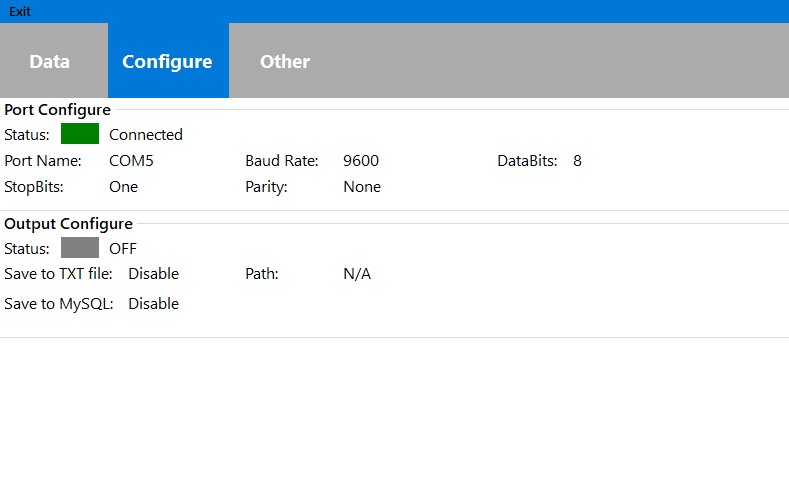 Exit
Data Configure Other
Port Configure
Status: Connected
Port Name: COM5 Baud Rate: 9600 DataBits: 8
StopBits: One Parity: None
Output Configure
Status: OFF
Save to TXT file: Disable Path: N/A
Save to MySQL: Disable